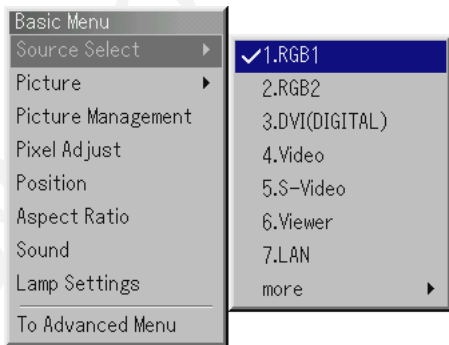 Basic Menu
Source Select
Picture
Picture Management
Pixel Adjust
Position
Aspect Ratio
Sound
Lamp Settings
To Advanced Menu
1.RGB1
2.RGB2
3.DVI(DIGITAL)
4.Video
5.S-Video
6.Viewer
7.LAN
more